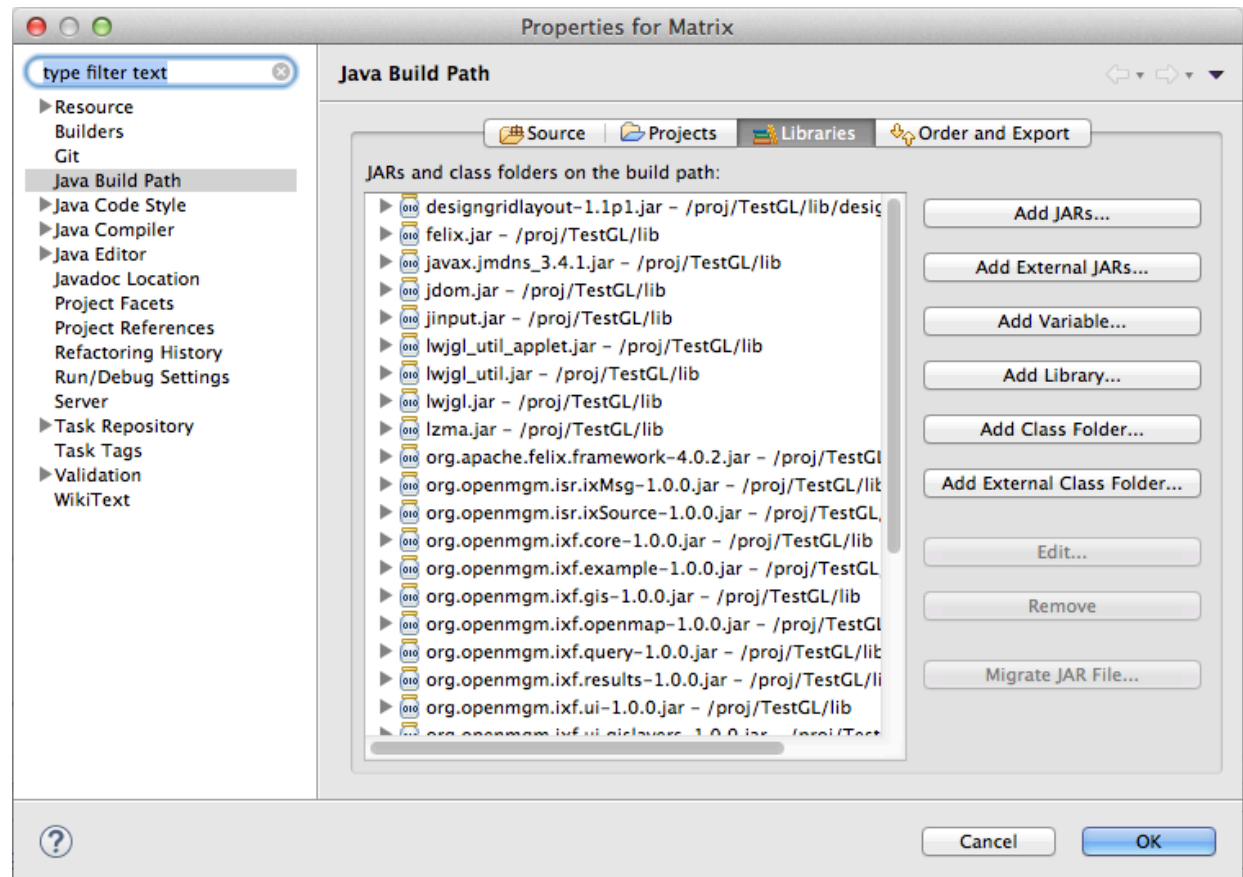 Properties for Matrix
type filter text
Resource
Builders
Git
Java Build Path
Java Code Style
Java Compiler
Java Editor
Javadoc Location
Project Facets
Project References
Refactoring History
Run/Debug Settings
Server
Task Repository
Task Tags
Validation
WikiText
Java Build Path
Source Projects Libraries Order and Export
JARs and class folders on the build path:
designgridlayout-1.1p1.jar - /proj/TestGL/lib/desig
felix.jar - /proj/TestGL/lib
javax.jmdns_3.4.1.jar - /proj/TestGL/lib
jdom.jar - /proj/TestGL/lib
jinput.jar - /proj/TestGL/lib
lwjgl_util_applet.jar - /proj/TestGL/lib
lwjgl_util.jar - /proj/TestGL/lib
lwjgl.jar - /proj/TestGL/lib
lzma.jar - /proj/TestGL/lib
org.apache.felix.framework-4.0.2.jar - /proj/TestGL
org.openmgm.isr.ixMsg-1.0.0.jar - /proj/TestGL/lib
org.openmgm.isr.ixSource-1.0.0.jar - /proj/TestGL,
org.openmgm.ixf.core-1.0.0.jar - /proj/TestGL/lib
org.openmgm.ixf.example-1.0.0.jar - /proj/TestGL
org.openmgm.ixf.gis-1.0.0.jar - /proj/TestGL/lib
org.openmgm.ixf.openmap-1.0.0.jar - /proj/TestGL
org.openmgm.ixf.query-1.0.0.jar - /proj/TestGL/lib
org.openmgm.ixf.results-1.0.0.jar - /proj/TestGL/li
org.openmgm.ixf.ui-1.0.0.jar - /proj/TestGL/lib
org.openmgm.ixf.ui.gislayers-1.0.0.jar - /proj/Test
Add JARs...
Add External JARs...
Add Variable...
Add Library...
Add Class Folder...
Add External Class Folder...
Edit...
Remove
Migrate JAR File...
Cancel
OK